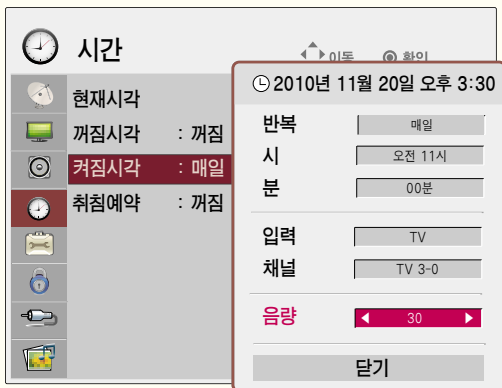 시간
이동 확인
현재시각
꺼짐시각 : 꺼짐
켜짐시각 : 매일
취침예약 : 꺼짐
2010년 11월 20일 오후 3:30
반복 매일
시 오전 11시
분 00분
입력 TV
채널 TV 3-0
음량 30
닫기